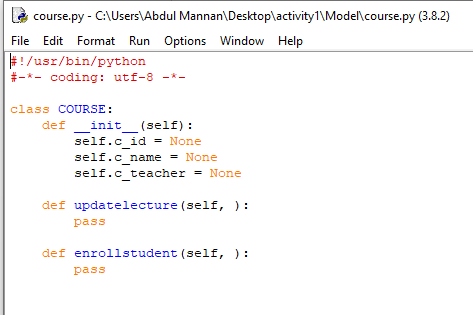 course.py - C:\Users\Abdul Mannan\Desktop\activity1\Model\course.py (3.8.2)
File Edit Format Run Options Window Help
#!/usr/bin/python
#-*- coding: utf-8 -*-
class COURSE:
    def __init__(self):
        self.c_id = None
        self.c_name = None
        self.c_teacher = None
    def updatelecture(self, ):
        pass
    def enrollstudent(self, ):
        pass